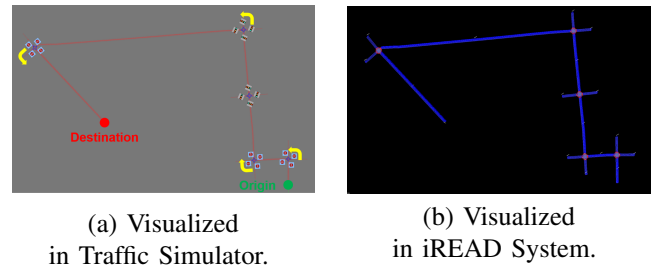 Destination
Origin
(a) Visualized
in Traffic Simulator.
(b) Visualized
in iREAD System.